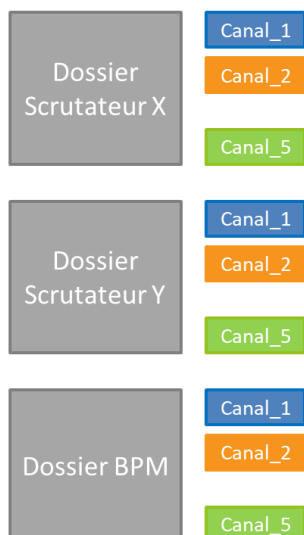 Dossier
Scrutateur X
Canal_1
Canal_2
Canal_5
Dossier
Scrutateur Y
Canal_1
Canal_2
Canal_5
Dossier BPM
Canal_1
Canal_2
Canal_5